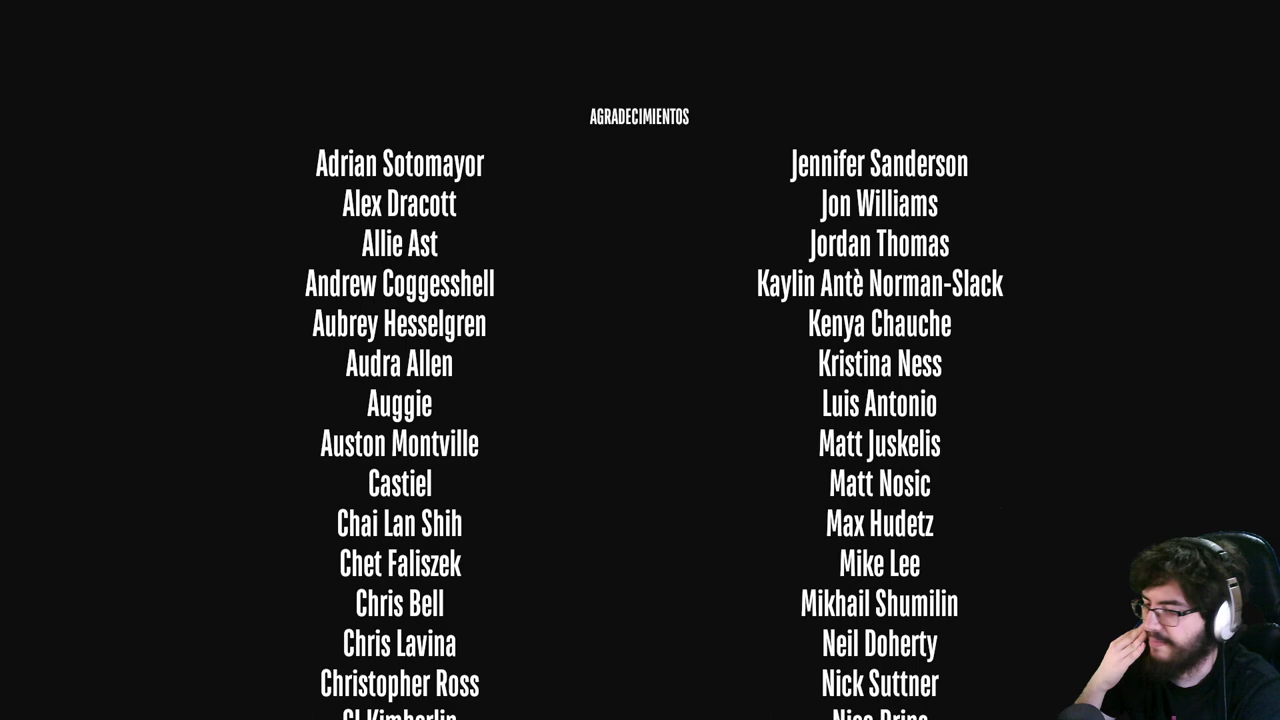 AGRADECIMIENTOS
Adrian Sotomayor
Alex Dracott
Allie Ast
Andrew Coggesshell
Aubrey Hesselgren
Audra Allen
Auggie
Auston Montville
Castiel
Chai Lan Shih
Chet Faliszek
Chris Bell
Chris Lavina
Christopher Ross
Jennifer Sanderson
Jon Williams
Jordan Thomas
Kaylin Antè Norman-Slack
Kenya Chauche
Kristina Ness
Luis Antonio
Matt Juskelis
Matt Nosic
Max Hudetz
Mike Lee
Mikhail Shumilin
Neil Doherty
Nick Suttner